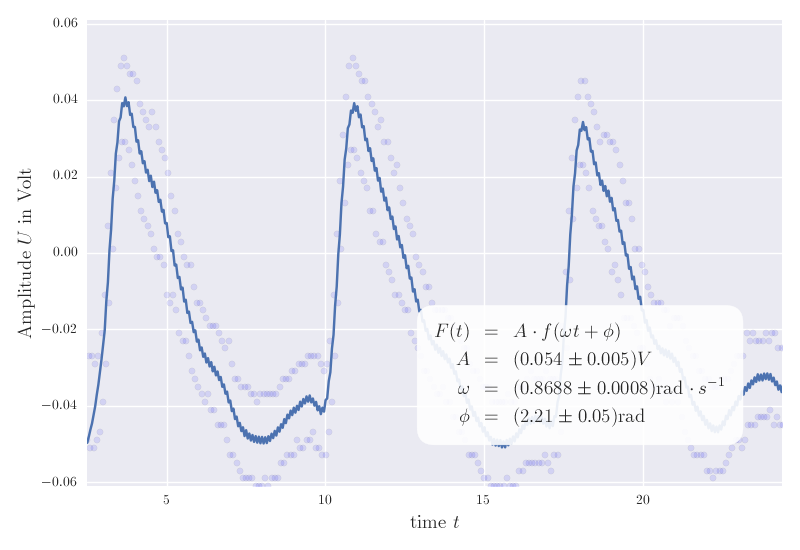 0.06
0.04
0.02
0.00
−0.02
−0.04
−0.06
Amplitude U in Volt
F(t) = A · f(ωt + ϕ)
A = (0.054 ± 0.005)V
ω = (0.8688 ± 0.0008)rad · s⁻¹
ϕ = (2.21 ± 0.05)rad
5 10 15 20
time t